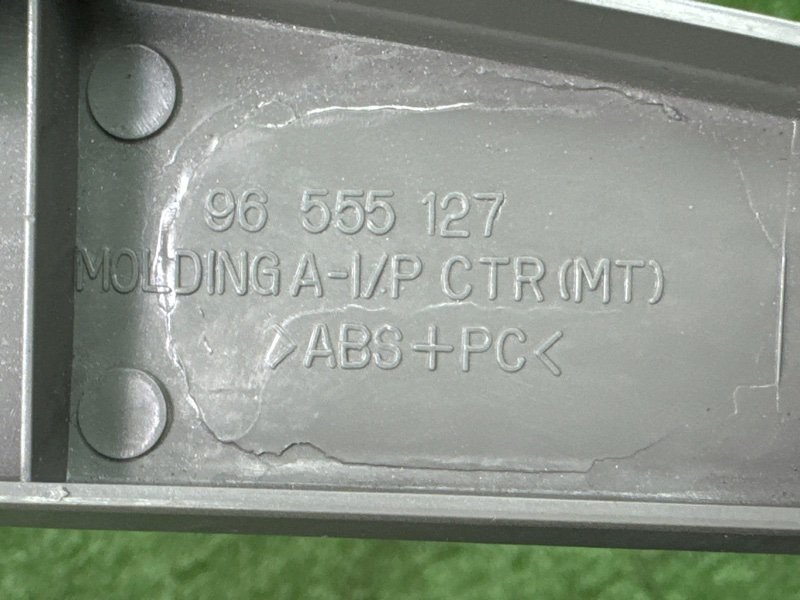 96 555 127
MOLDING A-I/P CTR (MT)
>ABS+PC<